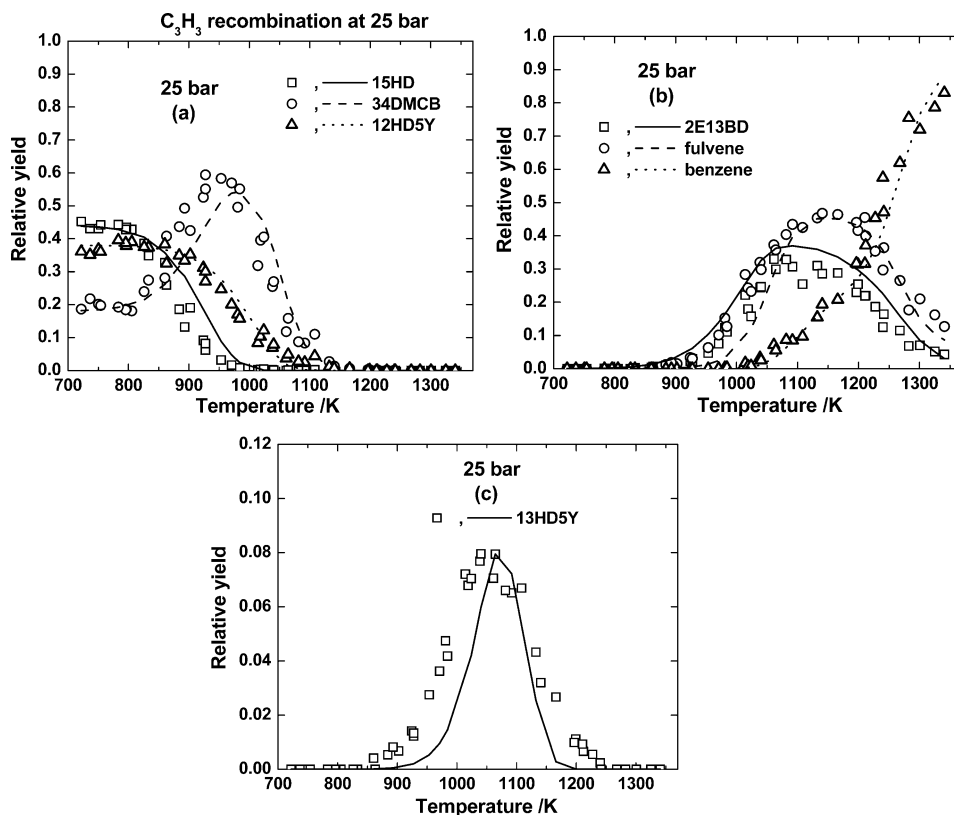 C₃H₃ recombination at 25 bar
1.0
0.9
0.8
0.7
0.6
0.5
0.4
0.3
0.2
0.1
0.0
Relative yield
25 bar
(a)
, 15HD
, 34DMCB
, 12HD5Y
700 800 900 1000 1100 1200 1300
Temperature /K
1.0
0.9
0.8
0.7
0.6
0.5
0.4
0.3
0.2
0.1
0.0
Relative yield
25 bar
(b)
, 2E13BD
, fulvene
, benzene
700 800 900 1000 1100 1200 1300
Temperature /K
0.12
0.10
0.08
0.06
0.04
0.02
0.00
Relative yield
25 bar
(c)
, 13HD5Y
700 800 900 1000 1100 1200 1300
Temperature /K